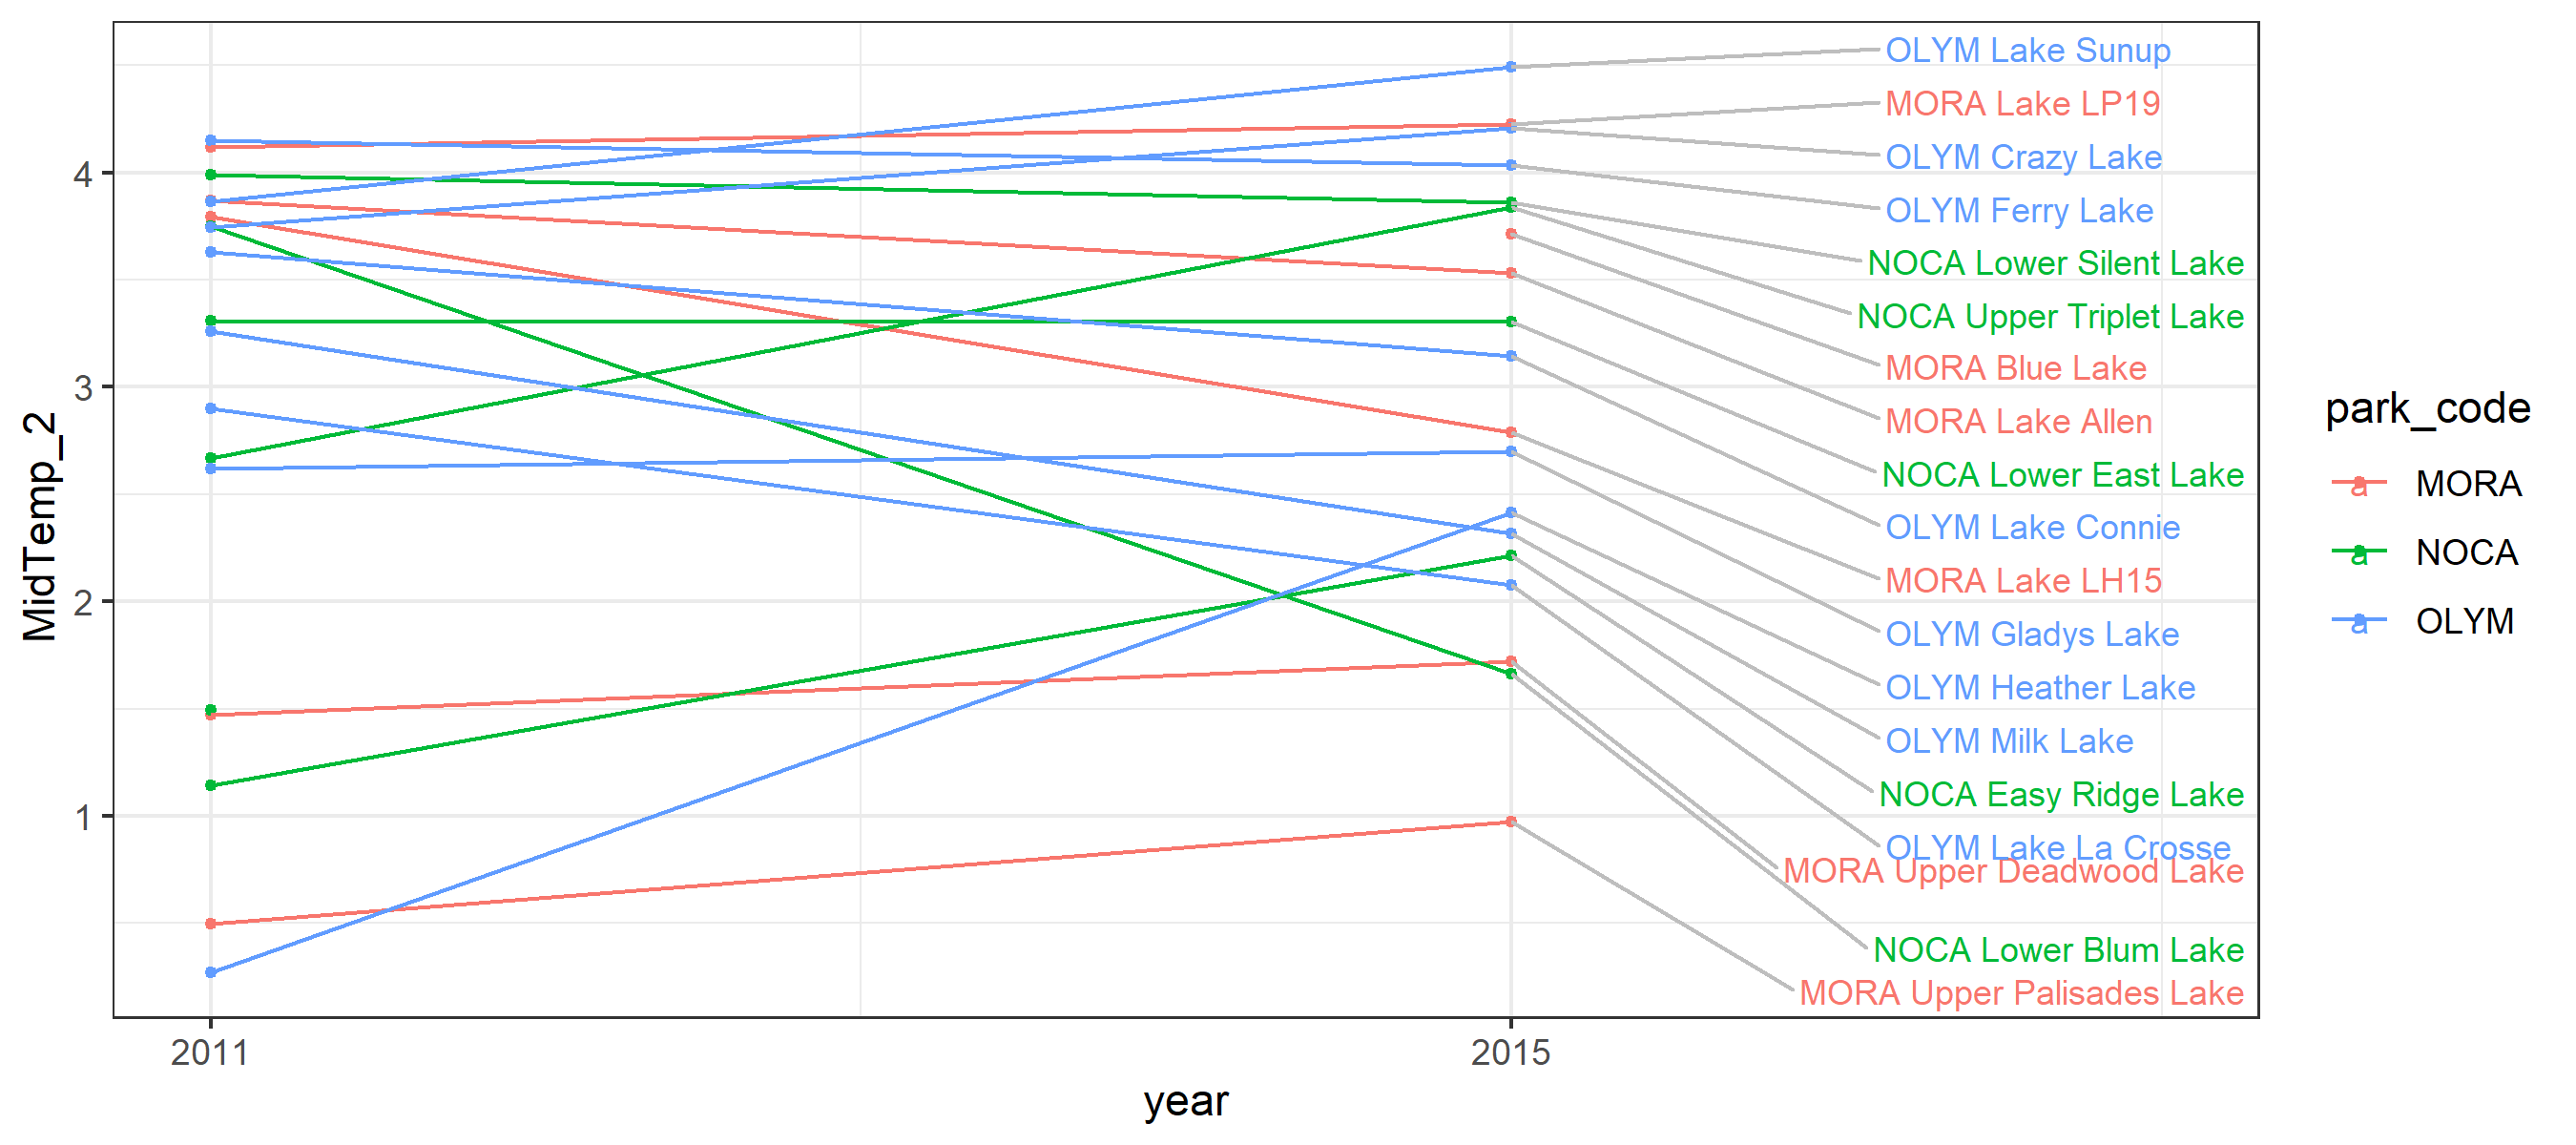 OLYM Lake Sunup
MORA Lake LP19
OLYM Crazy Lake
OLYM Ferry Lake
NOCA Lower Silent Lake
NOCA Upper Triplet Lake
MORA Blue Lake
MORA Lake Allen
NOCA Lower East Lake
OLYM Lake Connie
MORA Lake LH15
OLYM Gladys Lake
OLYM Heather Lake
OLYM Milk Lake
NOCA Easy Ridge Lake
OLYM Lake La Crosse
MORA Upper Deadwood Lake
NOCA Lower Blum Lake
MORA Upper Palisades Lake
4
3
2
1
MidTemp_2
2011
2015
year
park_code
a MORA
a NOCA
a OLYM